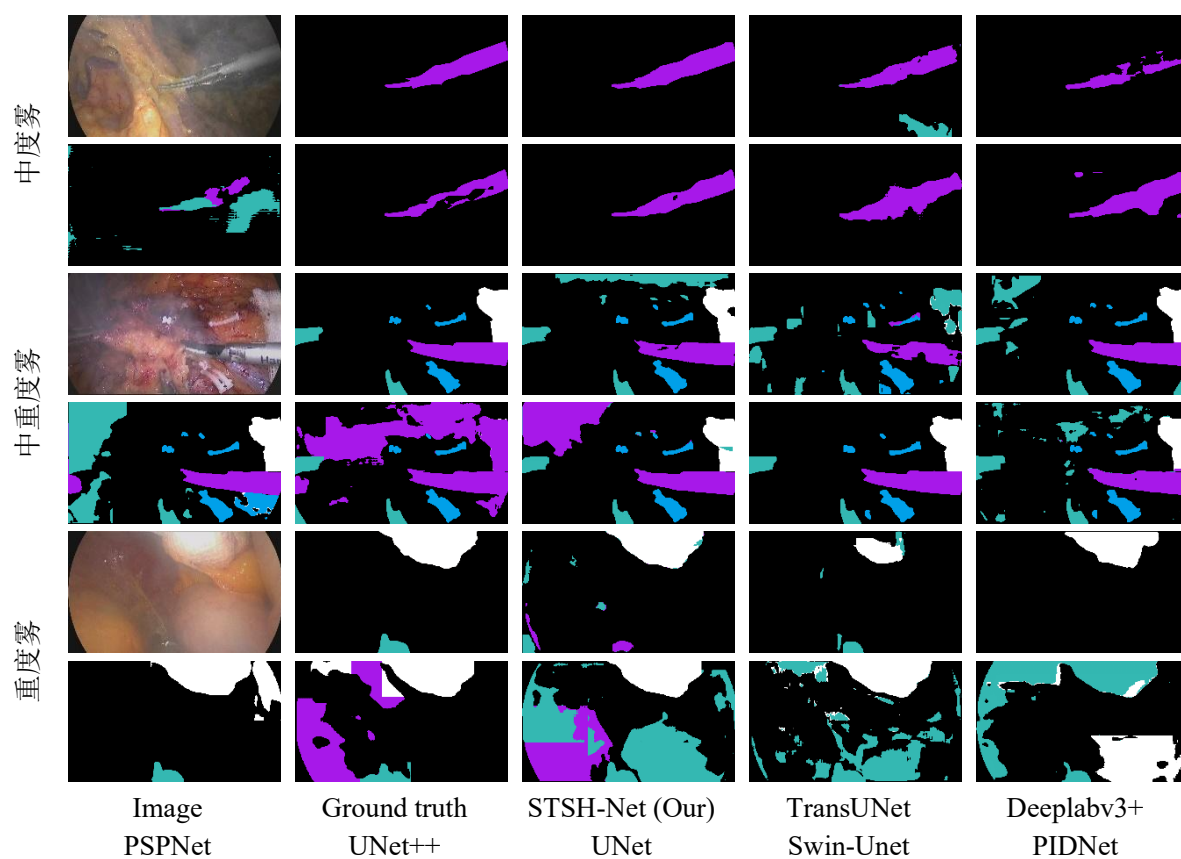 中度雾
中重度雾
重度雾
Image
Ground truth
STSH-Net (Our)
TransUNet
Deeplabv3+
PSPNet
UNet++
UNet
Swin-Unet
PIDNet